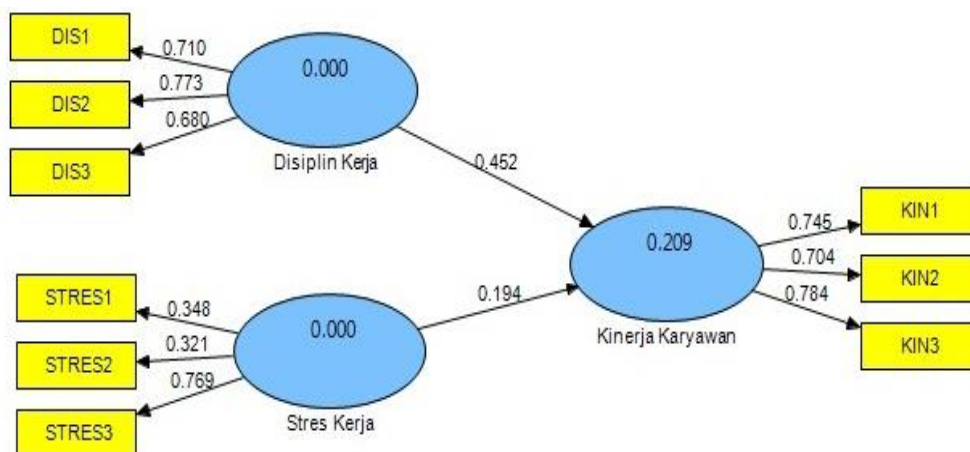 DIS1
0.710
DIS2
0.773
DIS3
0.680
0.000
Disiplin Kerja
0.452
STRES1
0.348
STRES2
0.321
STRES3
0.769
0.000
Stres Kerja
0.194
0.209
Kinerja Karyawan
0.745
KIN1
0.704
KIN2
0.784
KIN3